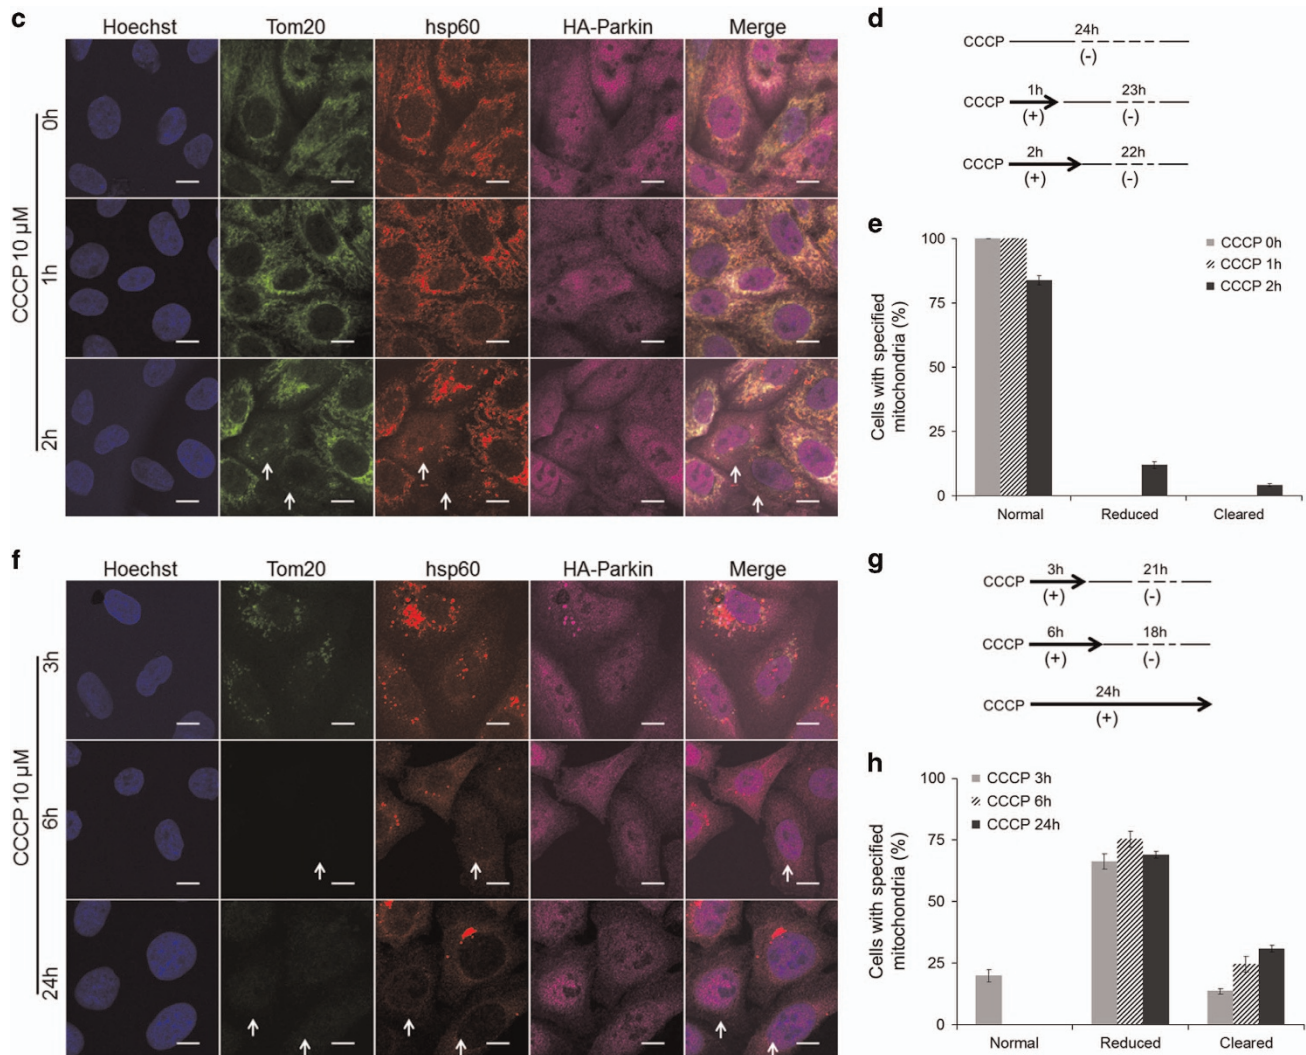 c
Hoechst Tom20 hsp60 HA-Parkin Merge
CCCP 10 µM
0h
1h
2h
d
CCCP 24h (-)
CCCP 1h (+) 23h (-)
CCCP 2h (+) 22h (-)
e
Cells with specified mitochondria (%)
100
75
50
25
0
CCCP 0h
CCCP 1h
CCCP 2h
Normal Reduced Cleared
f
Hoechst Tom20 hsp60 HA-Parkin Merge
CCCP 10 µM
3h
6h
24h
g
CCCP 3h (+) 21h (-)
CCCP 6h (+) 18h (-)
CCCP 24h (+)
h
Cells with specified mitochondria (%)
100
75
50
25
0
CCCP 3h
CCCP 6h
CCCP 24h
Normal Reduced Cleared